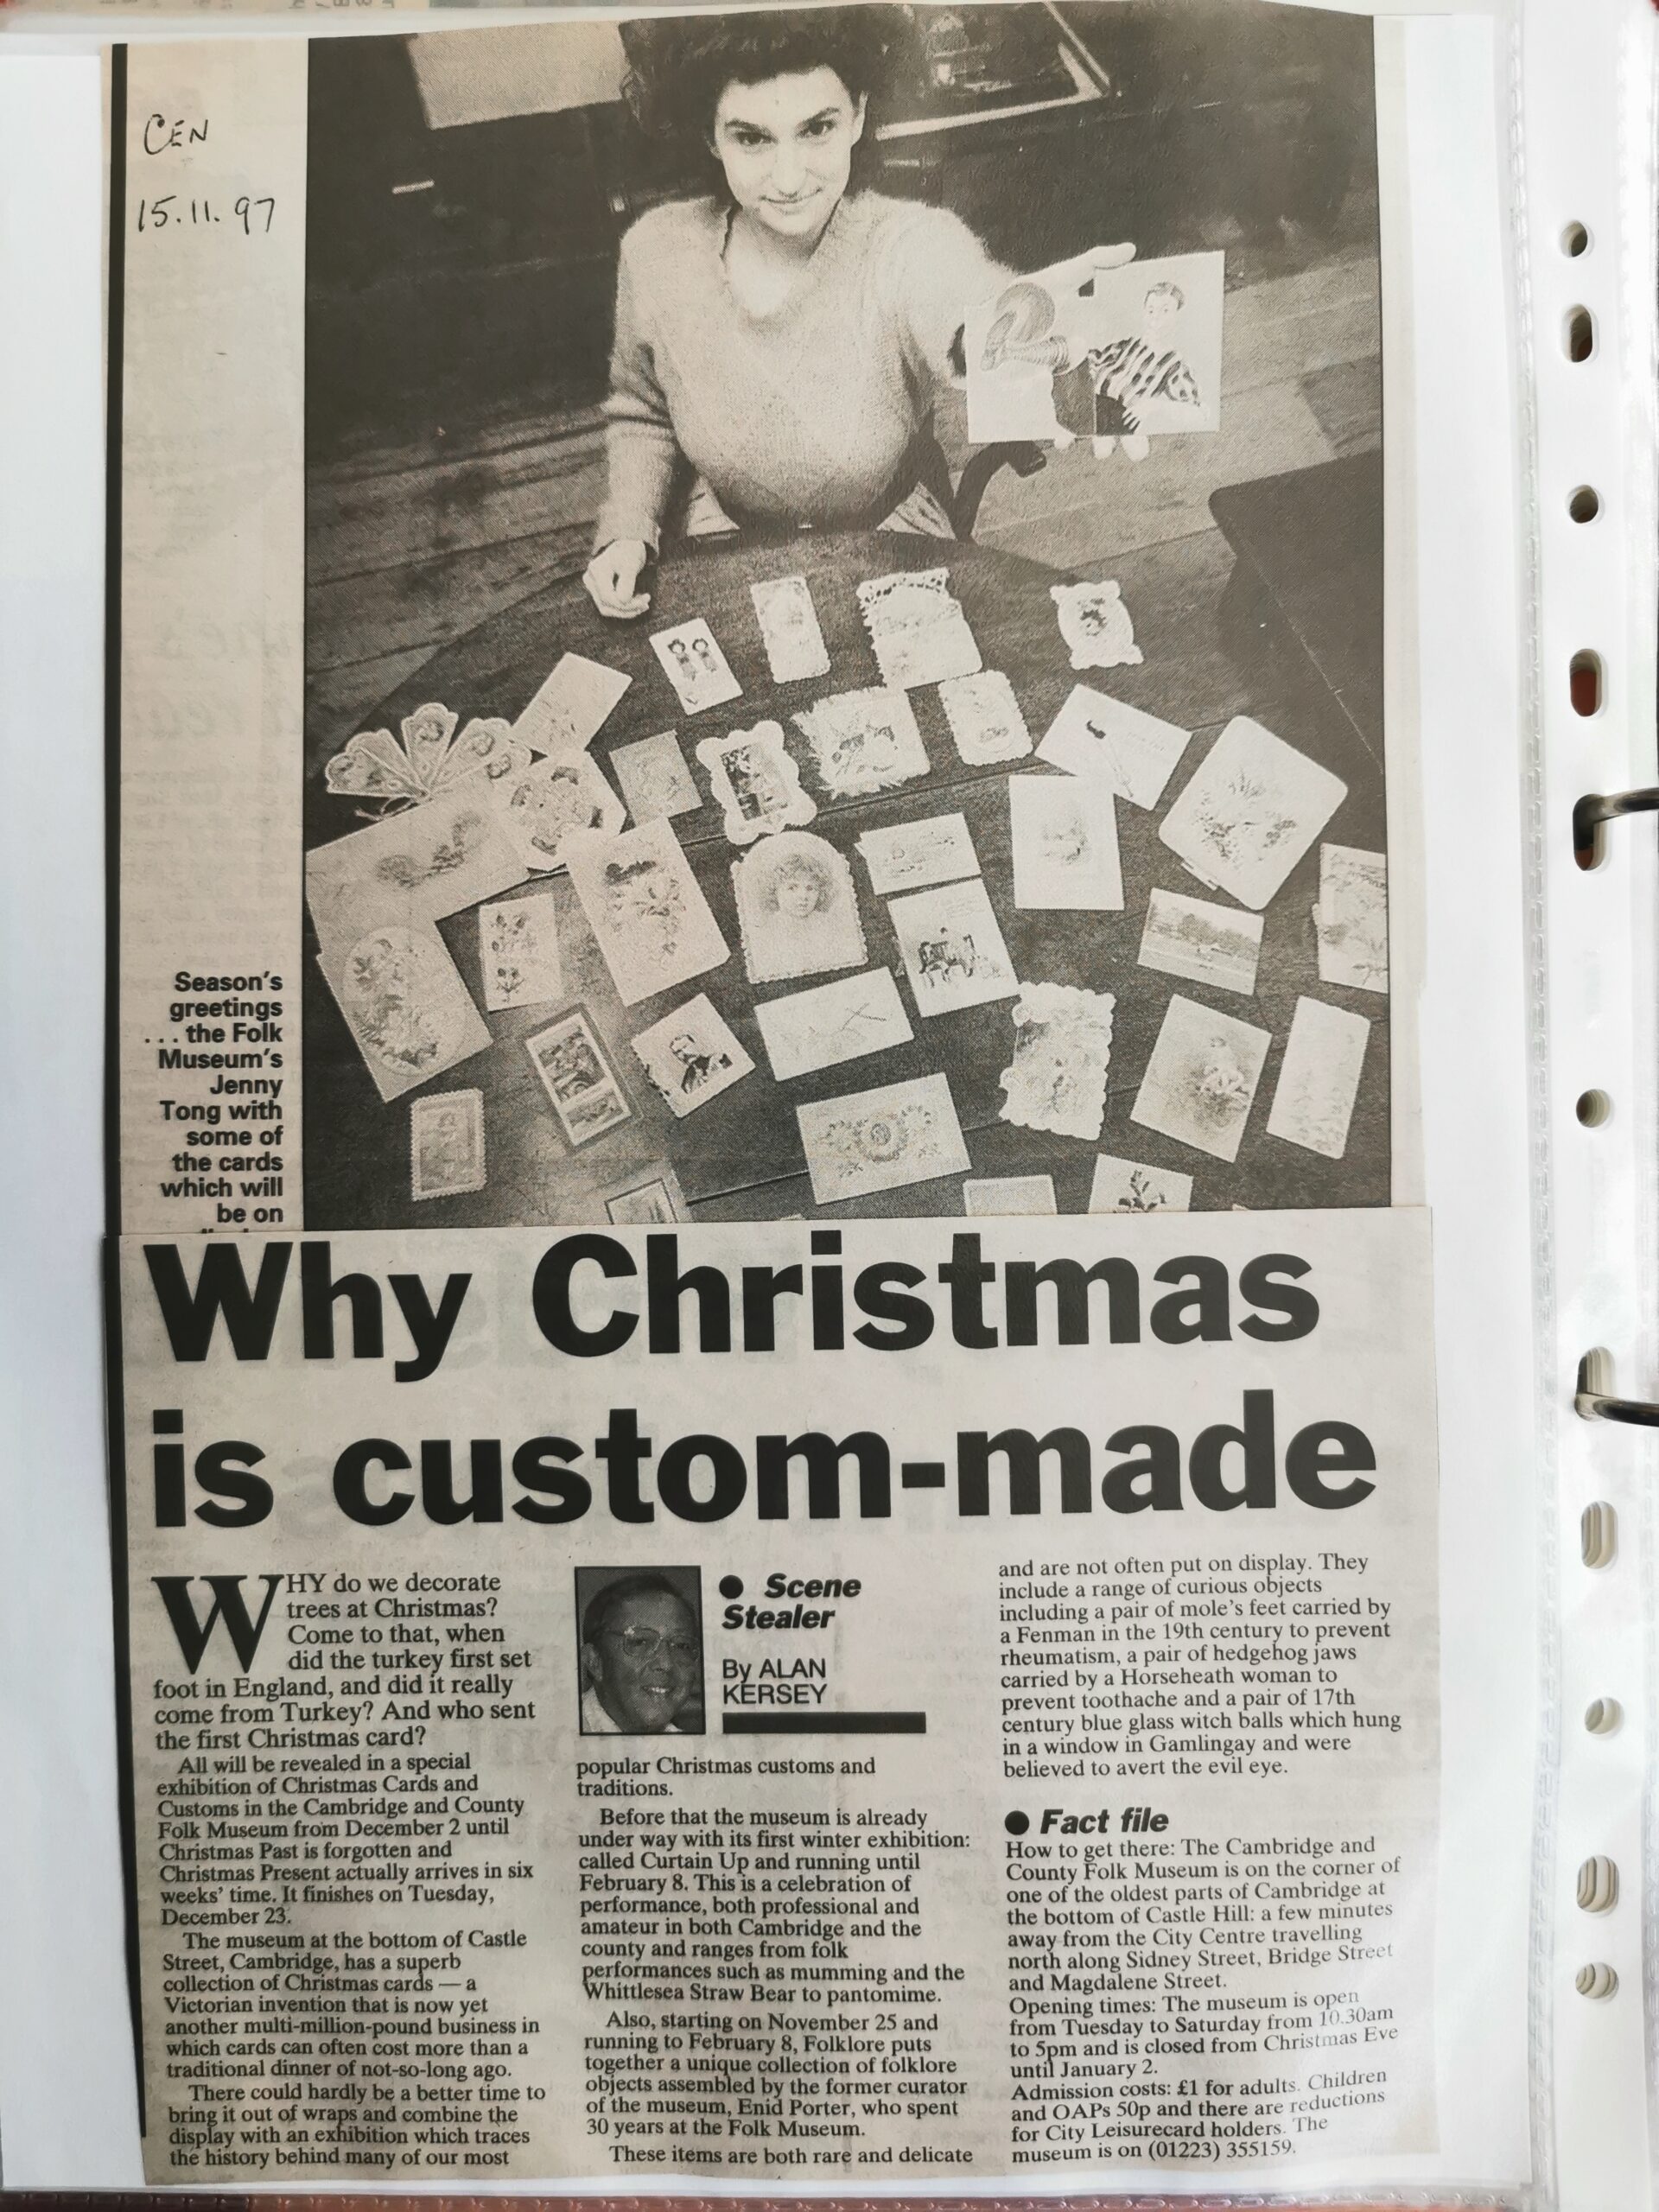 CEN
15.11.97
Season's
greetings
... the Folk
Museum's
Jenny
Tong with
some of
the cards
which will
be on
Why Christmas
is custom-made
WHY do we decorate
trees at Christmas?
Come to that, when
did the turkey first set
foot in England, and did it really
come from Turkey? And who sent
the first Christmas card?
All will be revealed in a special
exhibition of Christmas Cards and
Customs in the Cambridge and County
Folk Museum from December 2 until
Christmas Past is forgotten and
Christmas Present actually arrives in six
weeks' time. It finishes on Tuesday,
December 23.
The museum at the bottom of Castle
Street, Cambridge, has a superb
collection of Christmas cards — a
Victorian invention that is now yet
another multi-million-pound business in
which cards can often cost more than a
traditional dinner of not-so-long ago.
There could hardly be a better time to
bring it out of wraps and combine the
display with an exhibition which traces
the history behind many of our most
● Scene
Stealer
By ALAN
KERSEY
popular Christmas customs and
traditions.
Before that the museum is already
under way with its first winter exhibition:
called Curtain Up and running until
February 8. This is a celebration of
performance, both professional and
amateur in both Cambridge and the
county and ranges from folk
performances such as mumming and the
Whittlesea Straw Bear to pantomime.
Also, starting on November 25 and
running to February 8, Folklore puts
together a unique collection of folklore
objects assembled by the former curator
of the museum, Enid Porter, who spent
30 years at the Folk Museum.
These items are both rare and delicate
and are not often put on display. They
include a range of curious objects
including a pair of mole's feet carried by
a Fenman in the 19th century to prevent
rheumatism, a pair of hedgehog jaws
carried by a Horseheath woman to
prevent toothache and a pair of 17th
century blue glass witch balls which hung
in a window in Gamlingay and were
believed to avert the evil eye.
● Fact file
How to get there: The Cambridge and
County Folk Museum is on the corner of
one of the oldest parts of Cambridge at
the bottom of Castle Hill: a few minutes
away from the City Centre travelling
north along Sidney Street, Bridge Street
and Magdalene Street.
Opening times: The museum is open
from Tuesday to Saturday from 10.30am
to 5pm and is closed from Christmas Eve
until January 2.
Admission costs: £1 for adults. Children
and OAPs 50p and there are reductions
for City Leisurecard holders. The
museum is on (01223) 355159.